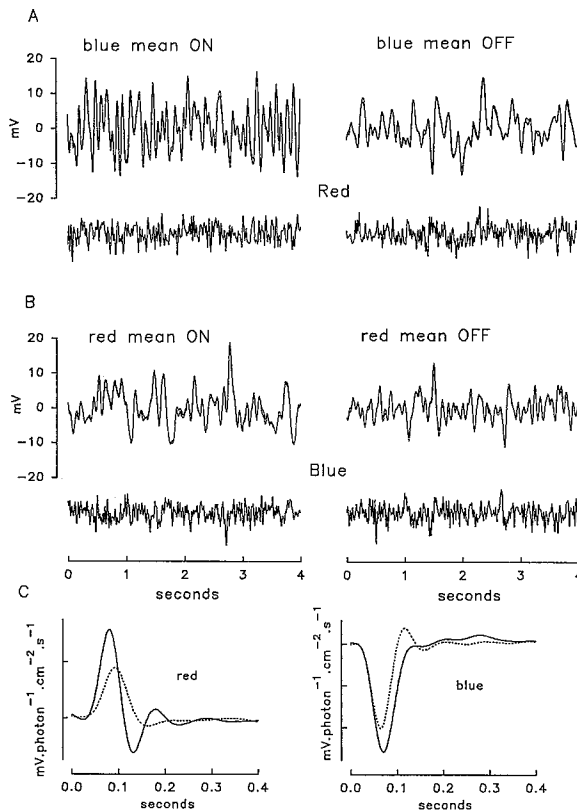 A
blue mean ON
blue mean OFF
20
10
0
-10
-20
mV
Red
B
red mean ON
red mean OFF
20
10
0
-10
-20
mV
Blue
0 1 2 3 4
seconds
0 1 2 3 4
seconds
C
mV.photon⁻¹.cm⁻².s⁻¹
red
0.0 0.1 0.2 0.3 0.4
seconds
mV.photon⁻¹.cm⁻².s⁻¹
blue
0.0 0.1 0.2 0.3 0.4
seconds